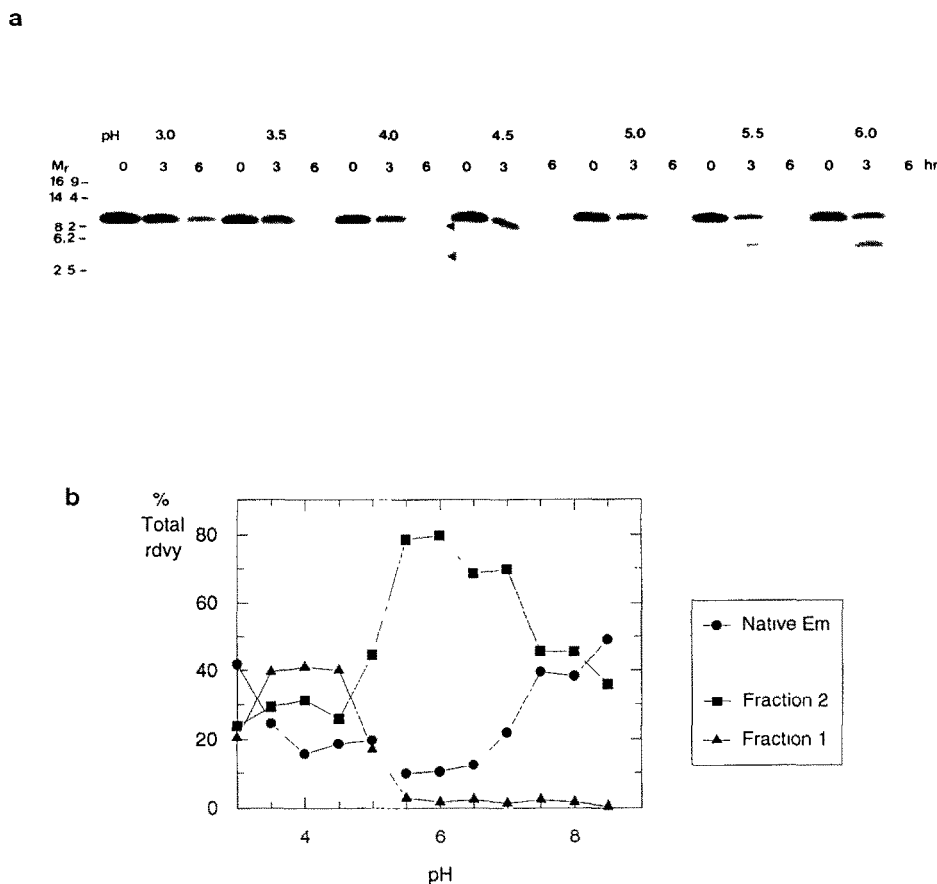 a
pH 3.0 3.5 4.0 4.5 5.0 5.5 6.0
Mr 0 3 6 0 3 6 0 3 6 0 3 6 0 3 6 0 3 6 0 3 6 hr
16 9-
14 4-
8 2-
6.2-
2 5-
b
%
Total
rdvy
80
60
40
20
0
4 6 8
pH
Native Em
Fraction 2
Fraction 1